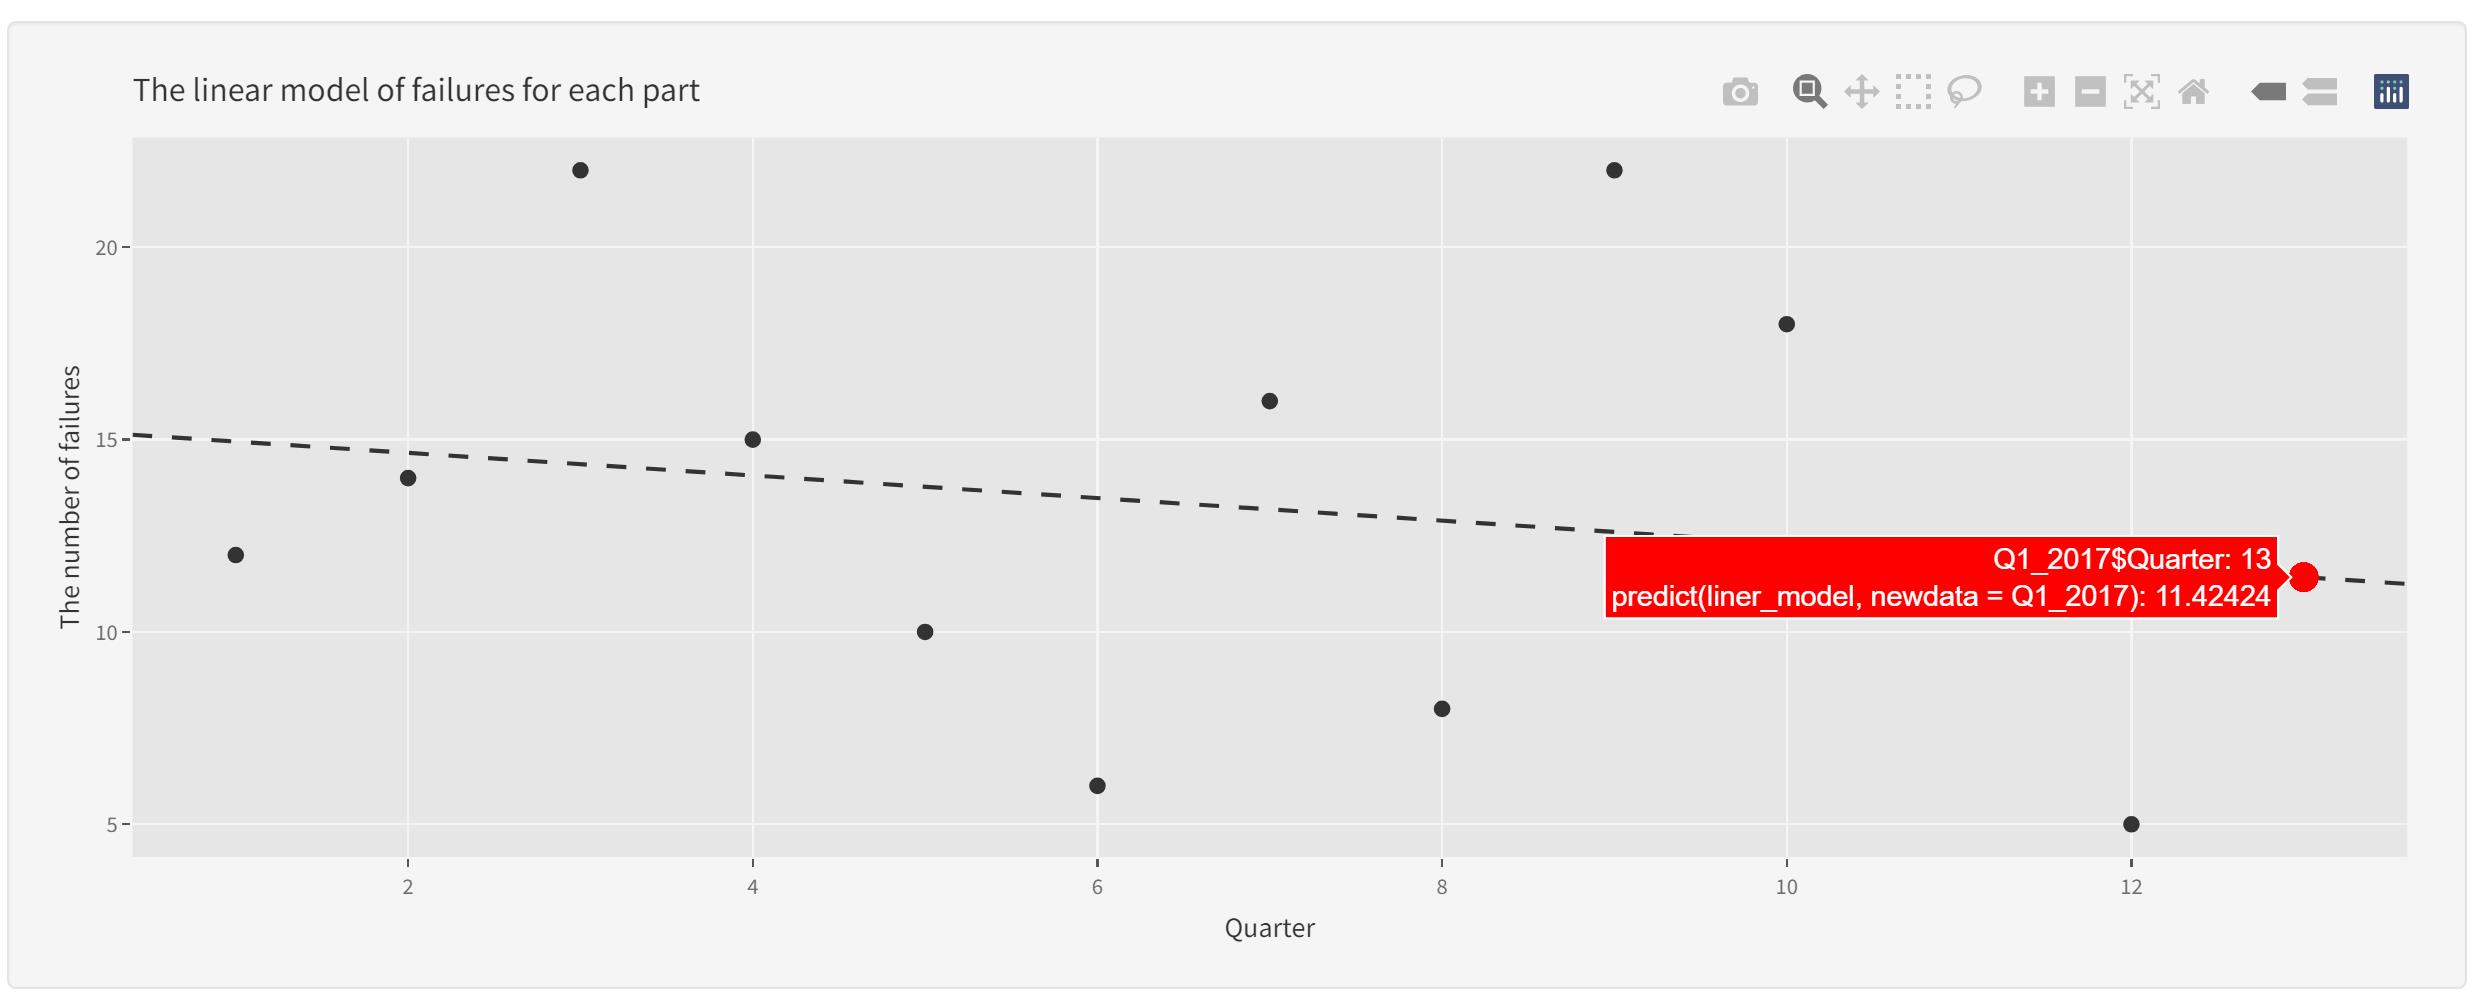 The linear model of failures for each part
The number of failures
20
15
10
5
Q1_2017$Quarter: 13
predict(liner_model, newdata = Q1_2017): 11.42424
2
4
6
8
10
12
Quarter